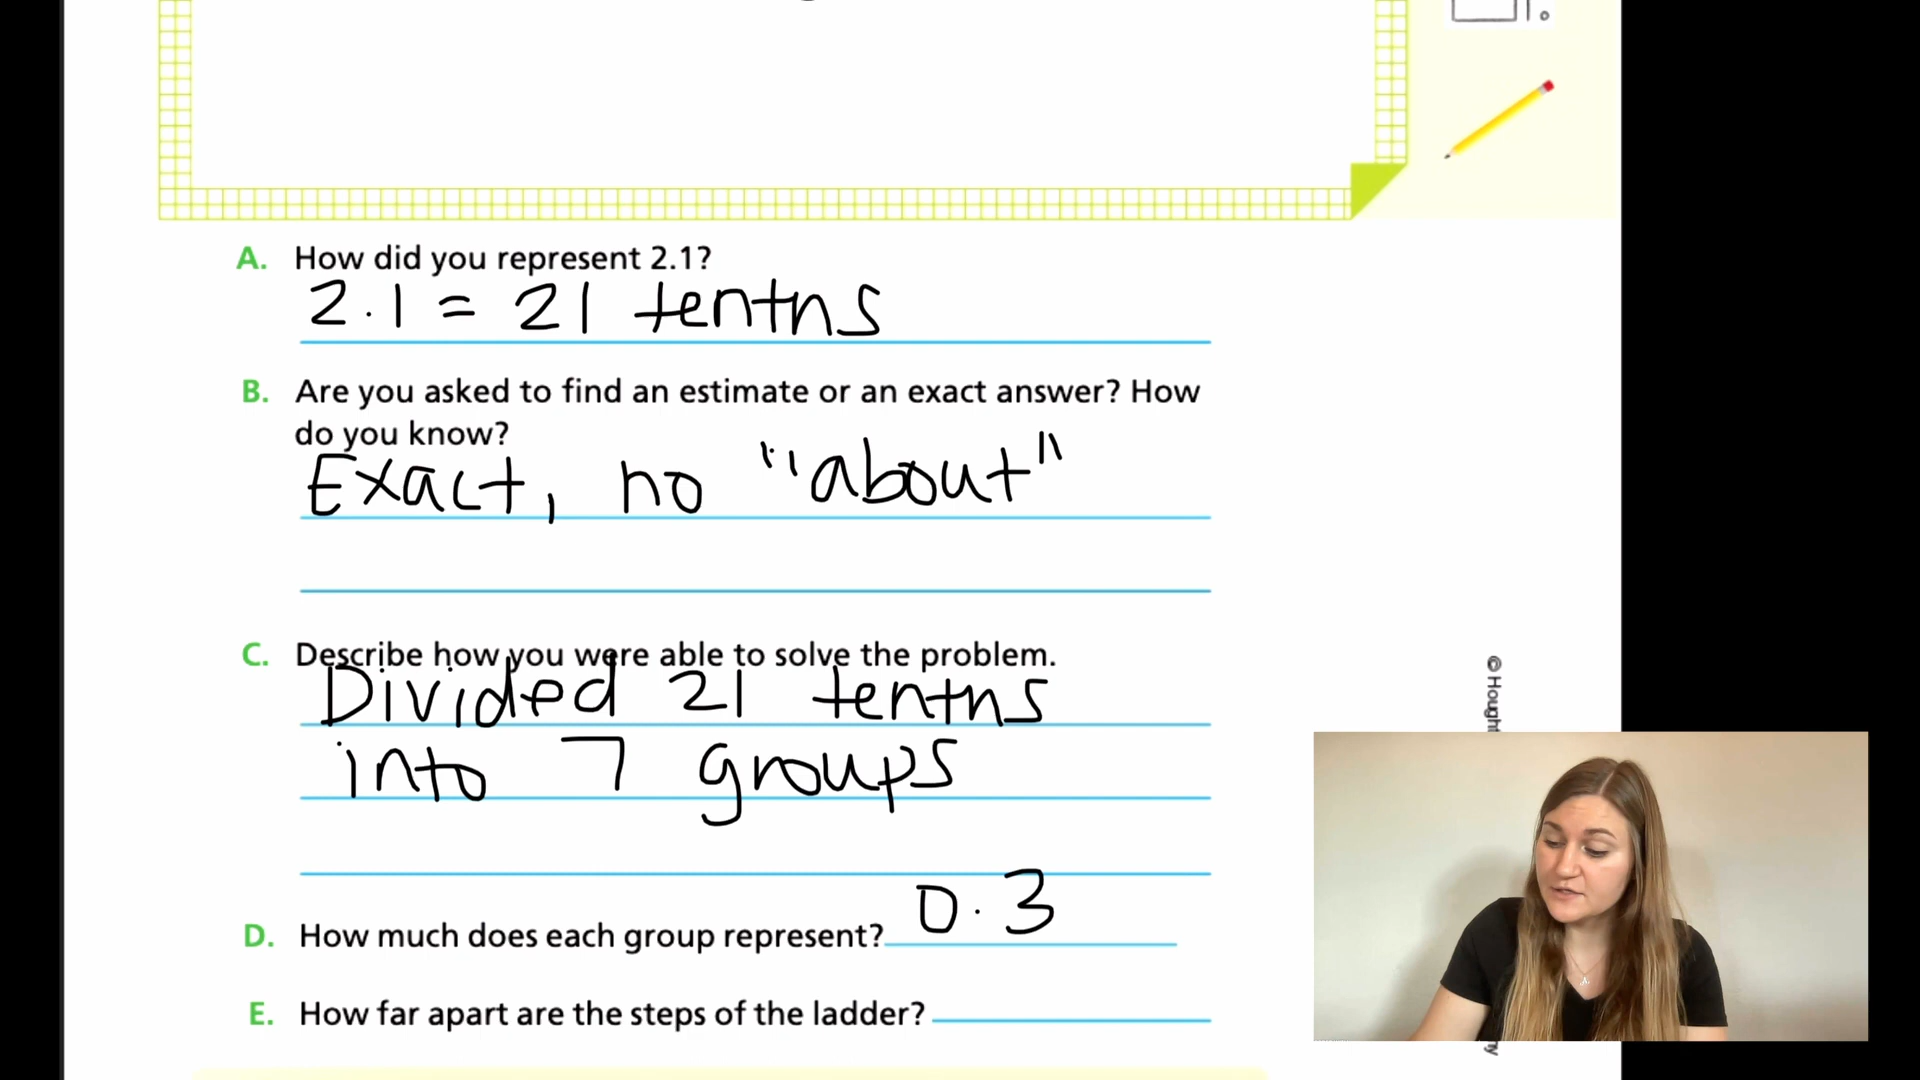 A. How did you represent 2.1?
2.1 = 21 tenths
B. Are you asked to find an estimate or an exact answer? How
do you know?
Exact, no "about"
C. Describe how you were able to solve the problem.
Divided 21 tenths
into 7 groups
D. How much does each group represent? 0.3
E. How far apart are the steps of the ladder?
© Hough